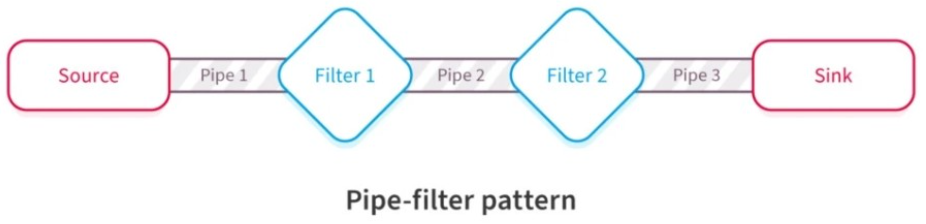 Source Pipe 1 Filter 1 Pipe 2 Filter 2 Pipe 3 Sink
Pipe-filter pattern